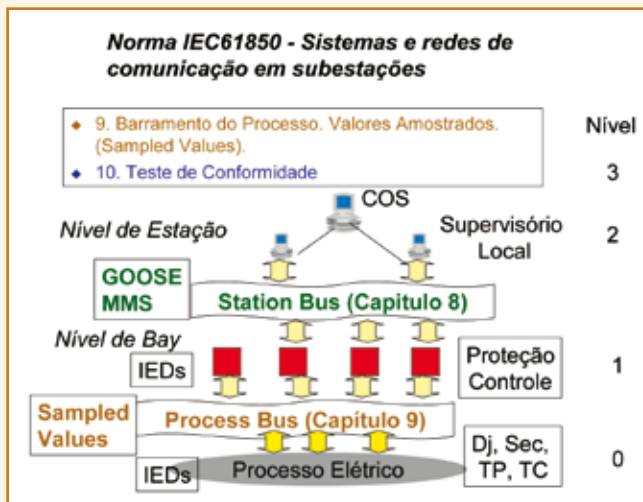 Norma IEC61850 - Sistemas e redes de
comunicação em subestações
9. Barramento do Processo. Valores Amostrados.
(Sampled Values).
10. Teste de Conformidade
Nível
3
COS
Nível de Estação
Supervisório
Local
2
GOOSE
MMS
Station Bus (Capitulo 8)
Nível de Bay
IEDs
Proteção
Controle
1
Sampled
Values
Process Bus (Capítulo 9)
IEDs
Processo Elétrico
Dj, Sec,
TP, TC
0